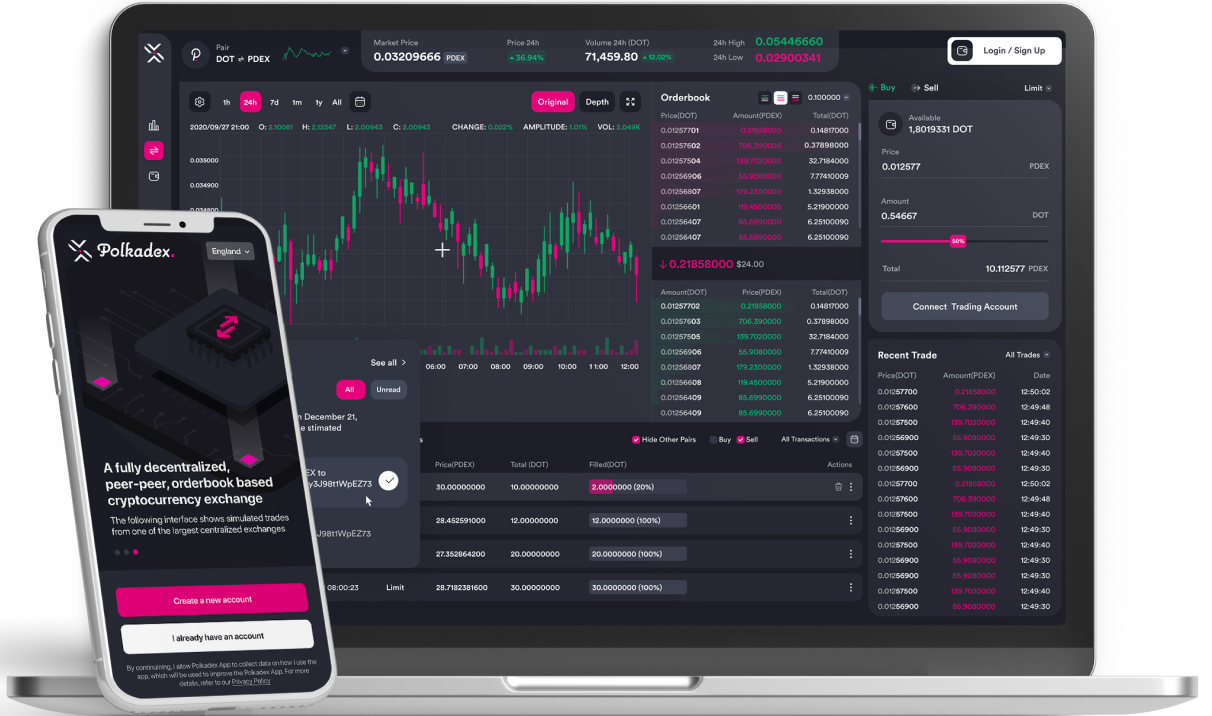 Pair
DOT ⇌ PDEX
Market Price
0.03209666 PDEX
Price 24h
36.94%
Volume 24h (DOT)
71,459.80 12.02%
24h High 0.05446660
24h Low 0.02900341
Login / Sign Up
1h 24h 7d 1m 1y All
Original Depth
2020/09/27 21:00 O: 2.10081 H: 2.12547 L: 2.00943 C: 2.00943 CHANGE: 0.022% AMPLITUDE: 1.01% VOL: 2.049K
0.035000
0.034900
0.034800
06:00 07:00 08:00 09:00 10:00 11:00 12:00
Orderbook 0.100000
Price(DOT) Amount(PDEX) Total(DOT)
0.01257701 0.21858000 0.14817000
0.01257602 706.390000 0.37898000
0.01257504 139.702000 32.7184000
0.01256906 55.9080000 7.77410000
0.01256807 179.2300000 1.32938000
0.01256601 119.4500000 5.21900000
0.01256407 85.6990000 6.25100090
0.01256407 85.6990000 6.25100090
↓0.21858000 $24.00
Amount(DOT) Price(PDEX) Total(DOT)
0.01257702 0.21858000 0.14817000
0.01257603 706.390000 0.37898000
0.01257505 139.702000 32.7184000
0.01256906 55.9080000 7.77410009
0.01256807 179.2300000 1.32938000
0.01256608 119.4500000 5.21900000
0.01256409 85.6990000 6.25100090
0.01256409 85.6990000 6.25100090
Buy Sell Limit
Available
1,8019331 DOT
Price
0.012577 PDEX
Amount
0.54667 DOT
50%
Total 10.112577 PDEX
Connect Trading Account
Recent Trade All Trades
Price(DOT) Amount(PDEX) Date
0.01257700 0.21858000 12:50:02
0.01257600 706.390000 12:49:48
0.01257500 139.7020000 12:49:40
0.01256900 55.9080000 12:49:30
0.01257500 139.7020000 12:49:40
0.01256900 55.9080000 12:49:30
0.01257700 0.21858000 12:50:02
0.01257600 706.390000 12:49:48
0.01257500 139.7020000 12:49:40
0.01256900 55.9080000 12:49:30
0.01257500 139.7020000 12:49:40
0.01256900 55.9080000 12:49:30
0.01256900 55.9080000 12:49:30
0.01257500 139.7020000 12:49:40
0.01256900 55.9080000 12:49:30
See all >
All Unread
n December 21,
e stimated
EX to
y3J98t1WpEZ73
J98t1WpEZ73
s
Hide Other Pairs Buy Sell All Transactions
Price(PDEX) Total (DOT) Filled(DOT) Actions
30.00000000 10.00000000 2.0000000 (20%)
28.452591000 12.00000000 12.0000000 (100%)
27.352864200 20.00000000 20.0000000 (100%)
08:00:23 Limit 28.7182381600 30.00000000 30.0000000 (100%)
Polkadex.
England
A fully decentralized,
peer-peer, orderbook based
cryptocurrency exchange
The following interface shows simulated trades
from one of the largest centralized exchanges
Create a new account
I already have an account
By continuining, I allow Polkadex App to collect data on how I use the
app, which will be used to improve the Polkadex App. For more
details, refer to our Privacy Policy